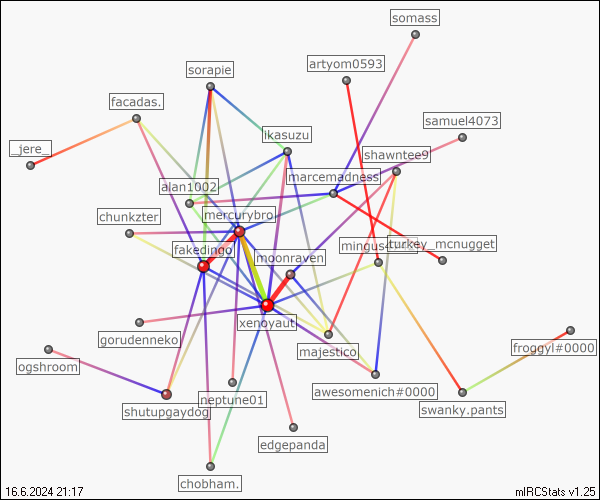 somass
artyom0593
sorapie
facadas.
samuel4073
ikasuzu
_jere_
shawntee9
marcemadness
alan1002
mercurybro
chunkzter
turkey_mcnugget
fakedingo
moonraven
xenoyaut
gorudenneko
majestico
froggyl#0000
ogshroom
awesomenich#0000
neptune01
shutupgaydog
swanky.pants
edgepanda
chobham.
16.6.2024 21:17
mIRCStats v1.25